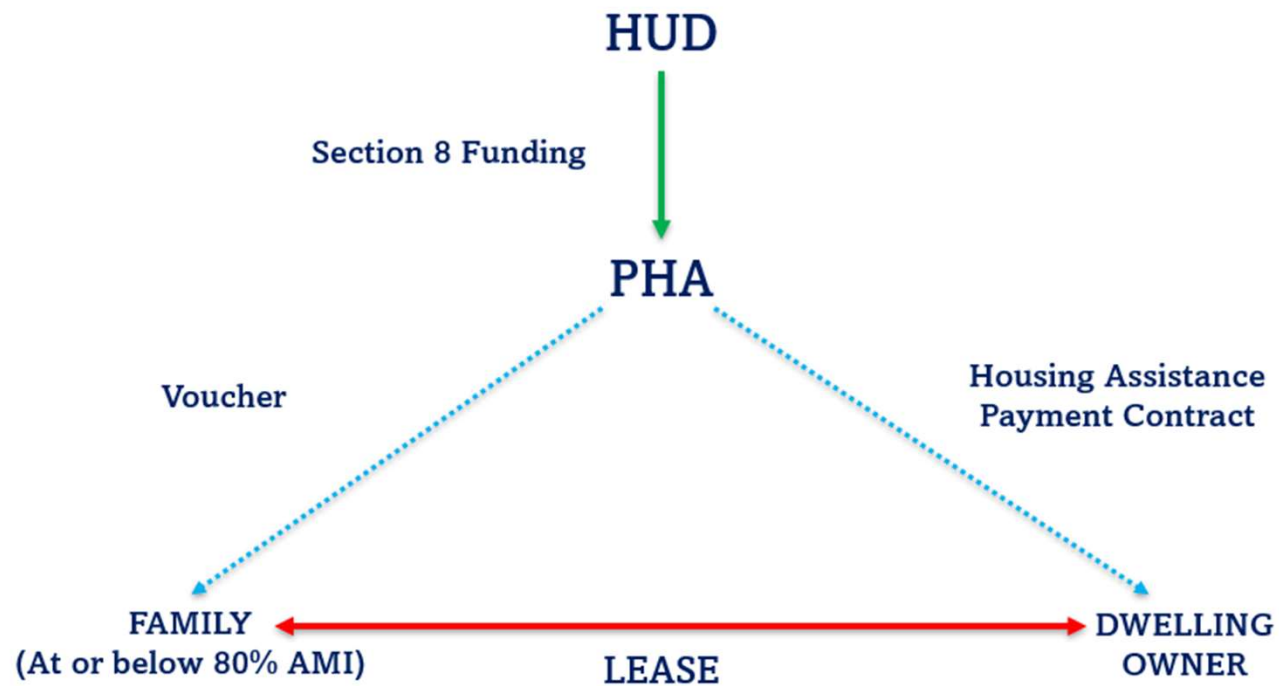 HUD
Section 8 Funding
PHA
Voucher
Housing Assistance
Payment Contract
FAMILY
(At or below 80% AMI)
LEASE
DWELLING
OWNER